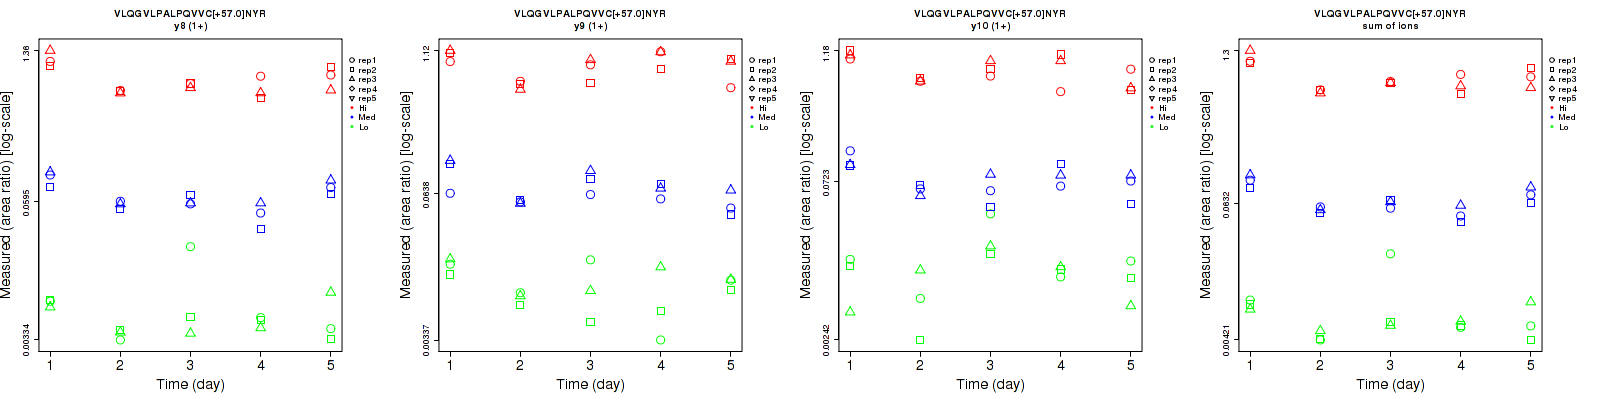 VLQGVLPALPQVVC[+57.0]NYR
y8 (1+)
Measured (area ratio) [log-scale]
1.36
0.0595
0.00334
1 2 3 4 5
Time (day)
rep1
rep2
rep3
rep4
rep5
Hi
Med
Lo
VLQGVLPALPQVVC[+57.0]NYR
y9 (1+)
Measured (area ratio) [log-scale]
1.12
0.0638
0.00337
1 2 3 4 5
Time (day)
rep1
rep2
rep3
rep4
rep5
Hi
Med
Lo
VLQGVLPALPQVVC[+57.0]NYR
y10 (1+)
Measured (area ratio) [log-scale]
1.18
0.0723
0.00242
1 2 3 4 5
Time (day)
rep1
rep2
rep3
rep4
rep5
Hi
Med
Lo
VLQGVLPALPQVVC[+57.0]NYR
sum of ions
Measured (area ratio) [log-scale]
1.3
0.0632
0.00421
1 2 3 4 5
Time (day)
rep1
rep2
rep3
rep4
rep5
Hi
Med
Lo